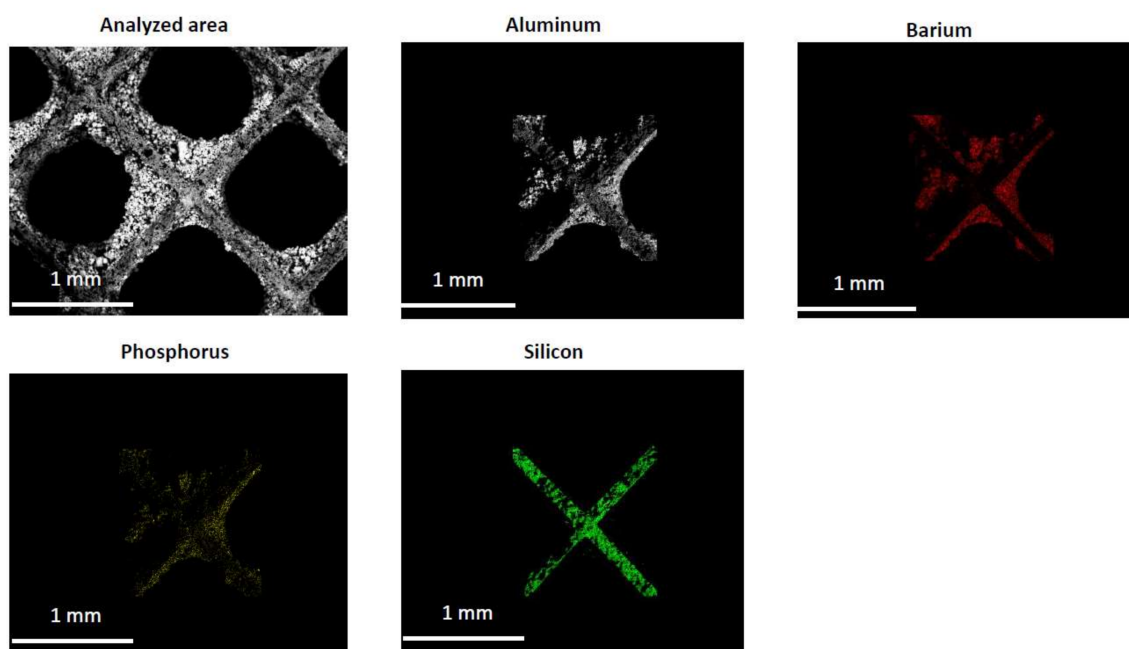 Analyzed area
Aluminum
Barium
1 mm
1 mm
1 mm
Phosphorus
Silicon
1 mm
1 mm